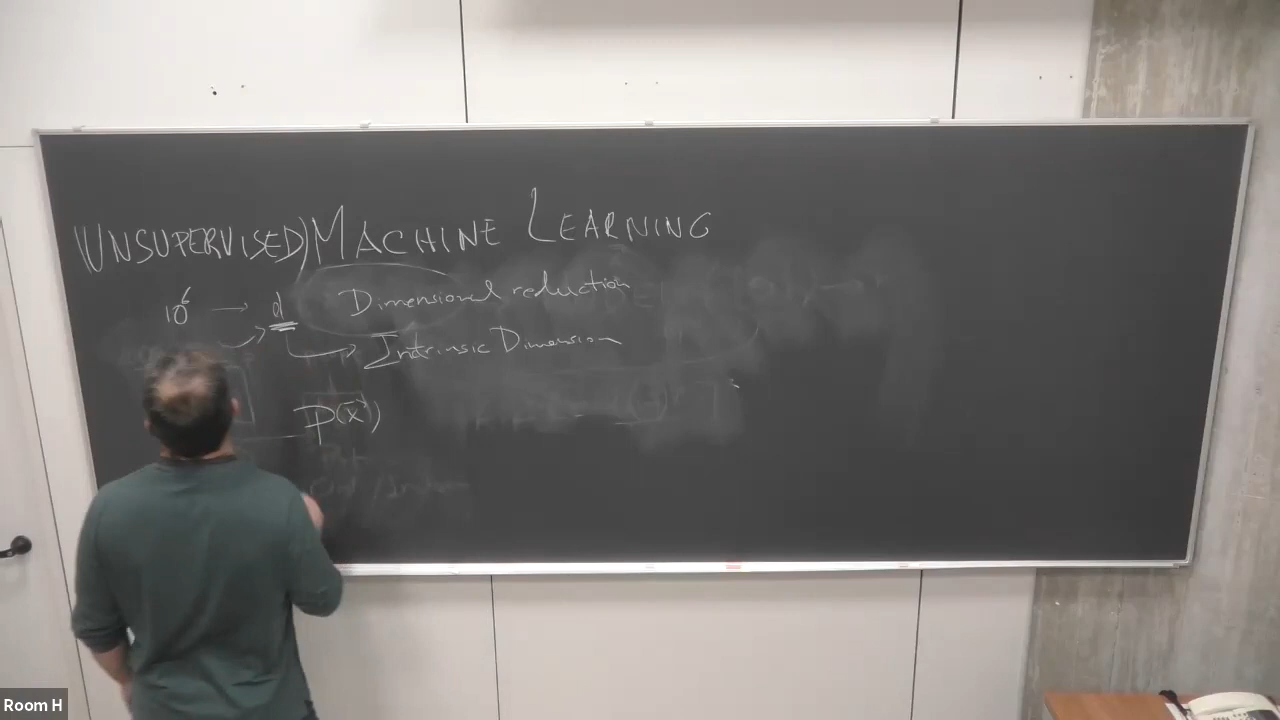 (UNSUPERVISED) MACHINE LEARNING
10⁶ → d Dimensional reduction
→ Intrinsic Dimension
P(x⃗)
Room H